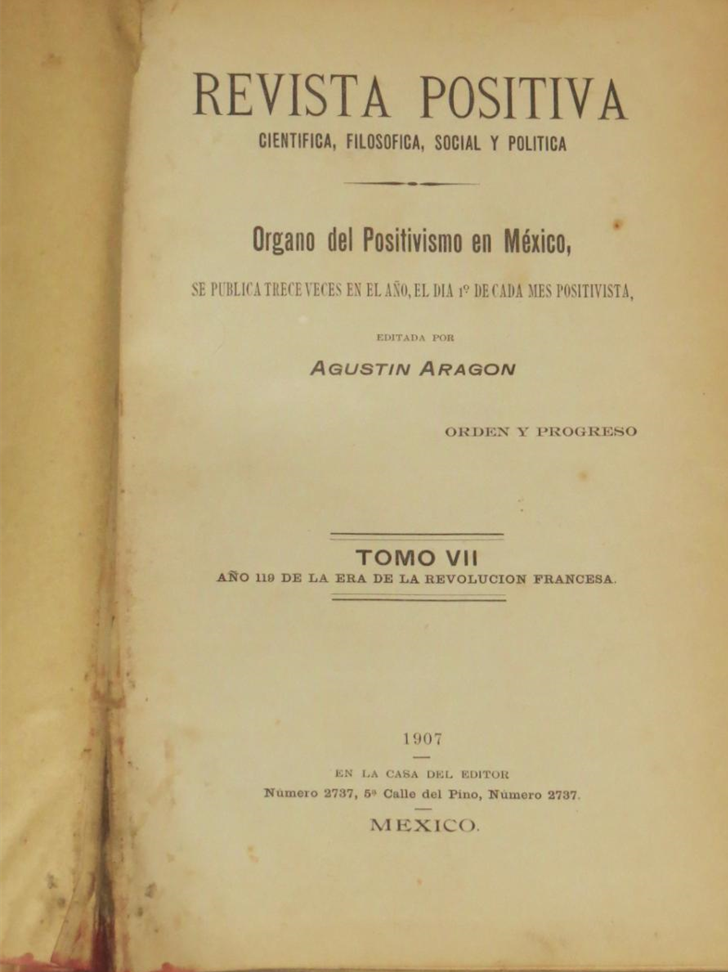 REVISTA POSITIVA
CIENTIFICA, FILOSOFICA, SOCIAL Y POLITICA
Organo del Positivismo en México,
SE PUBLICA TRECE VECES EN EL AÑO, EL DIA 1º DE CADA MES POSITIVISTA,
EDITADA POR
AGUSTIN ARAGON
ORDEN Y PROGRESO
TOMO VII
AÑO 119 DE LA ERA DE LA REVOLUCION FRANCESA.
1907
EN LA CASA DEL EDITOR
Número 2737, 5ª Calle del Pino, Número 2737.
MEXICO.